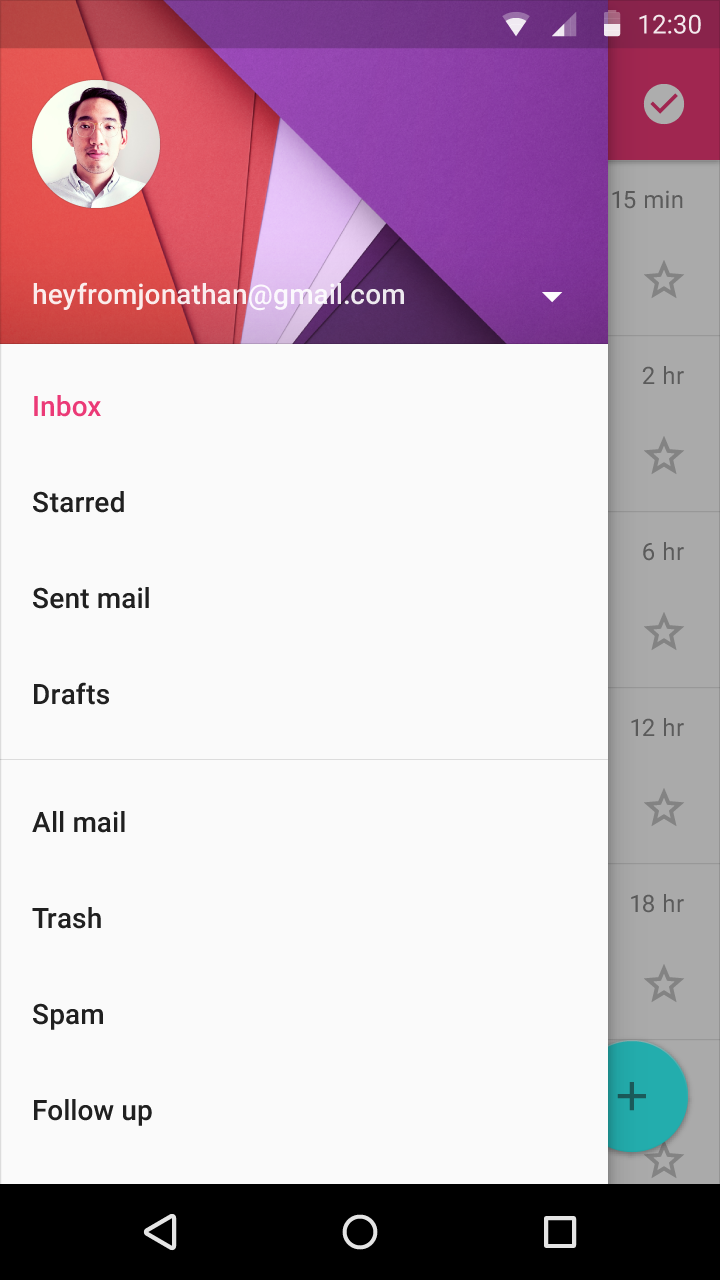 12:30
heyfromjonathan@gmail.com
Inbox
Starred
Sent mail
Drafts
All mail
Trash
Spam
Follow up
15 min
2 hr
6 hr
12 hr
18 hr